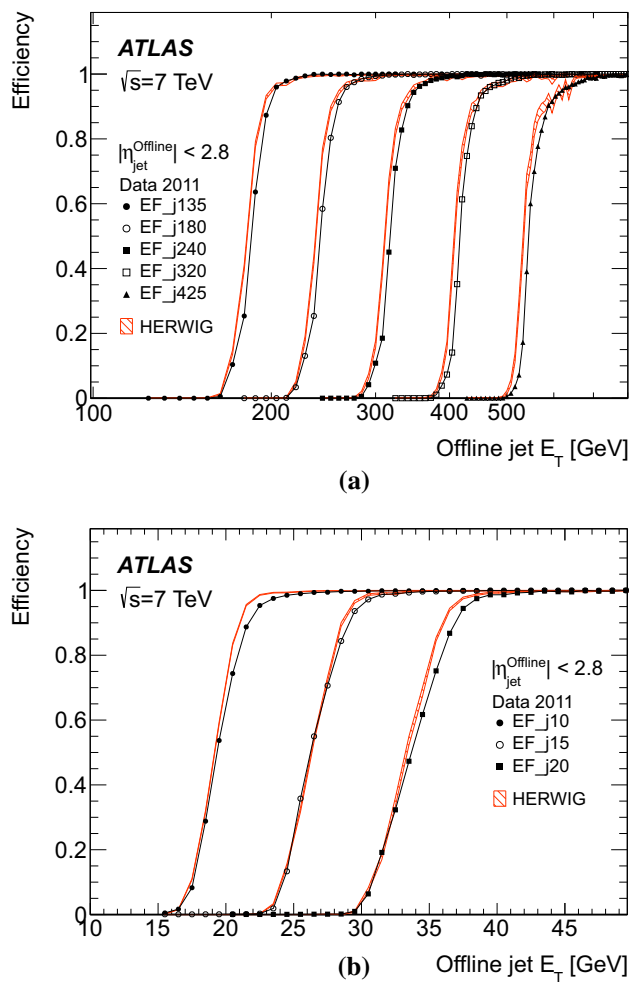 Efficiency
ATLAS
√s=7 TeV
|η_jet^Offline| < 2.8
Data 2011
EF_j135
EF_j180
EF_j240
EF_j320
EF_j425
HERWIG
1
0.8
0.6
0.4
0.2
0
100 200 300 400 500
Offline jet E_T [GeV]
(a)
Efficiency
ATLAS
√s=7 TeV
|η_jet^Offline| < 2.8
Data 2011
EF_j10
EF_j15
EF_j20
HERWIG
1
0.8
0.6
0.4
0.2
0
10 15 20 25 30 35 40 45
Offline jet E_T [GeV]
(b)